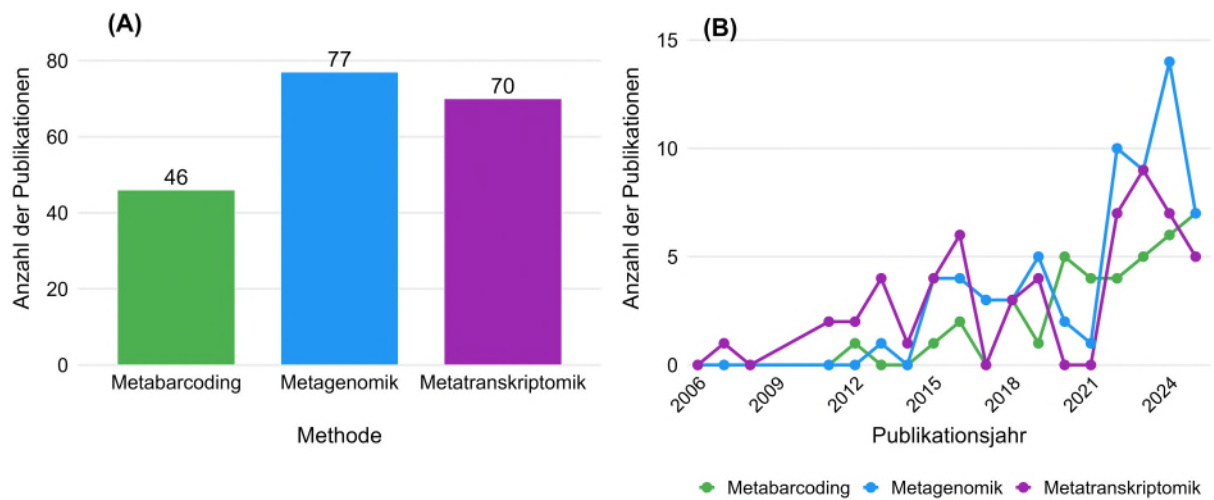 (A)
Anzahl der Publikationen
80
60
40
20
0
46
77
70
Metabarcoding Metagenomik Metatranskriptomik
Methode
(B)
Anzahl der Publikationen
15
10
5
0
2006 2009 2012 2015 2018 2021 2024
Publikationsjahr
Metabarcoding Metagenomik Metatranskriptomik